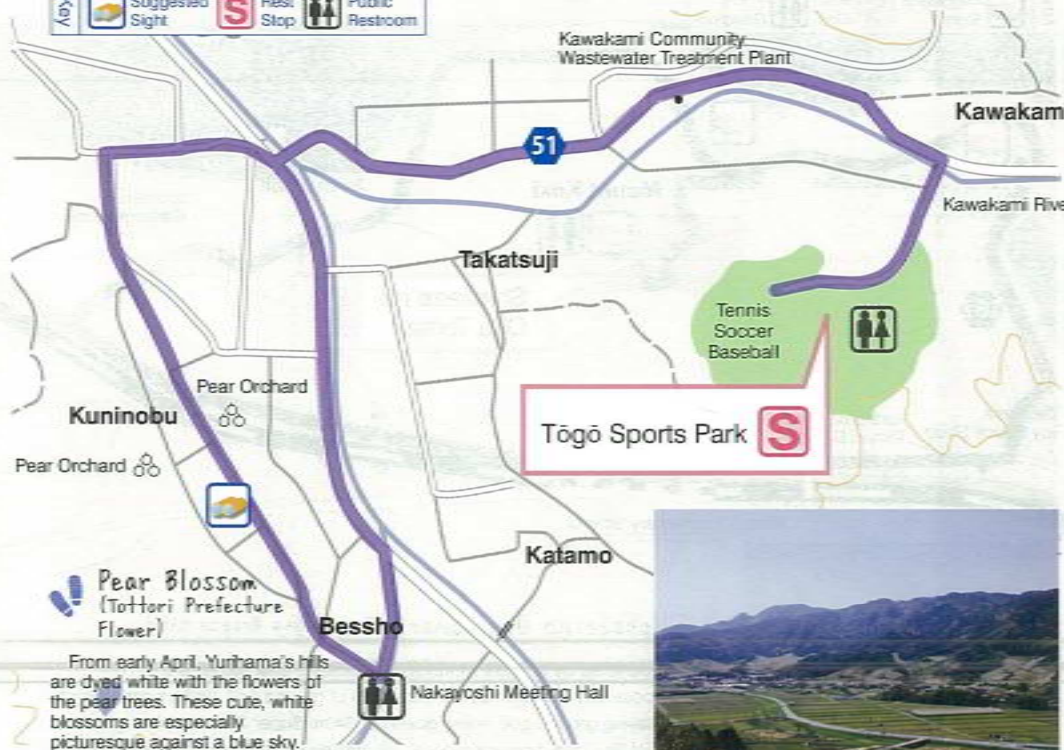 Key
Suggested
Sight
S
Rest
Stop
Public
Restroom
Kawakami Community
Wastewater Treatment Plant
Kawakam
51
Kawakami Rive
Takatsuji
Tennis
Soccer
Baseball
Pear Orchard
Kuninobu
Tōgō Sports Park S
Pear Orchard
Katamo
Pear Blossom
(Tottori Prefecture
Flower)
Bessho
From early April, Yurihama's hills
are dyed white with the flowers of
the pear trees. These cute, white
blossoms are especially
picturesque against a blue sky.
Nakayoshi Meeting Hall